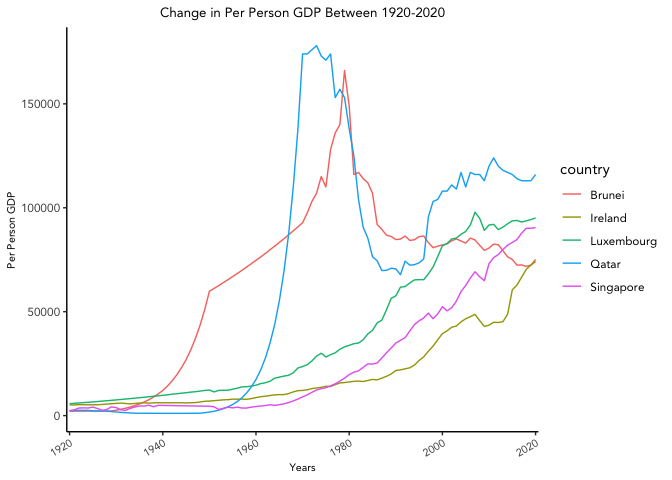 Change in Per Person GDP Between 1920-2020
Per Person GDP
150000
100000
50000
0
1920
1940
1960
1980
2000
2020
Years
country
Brunei
Ireland
Luxembourg
Qatar
Singapore